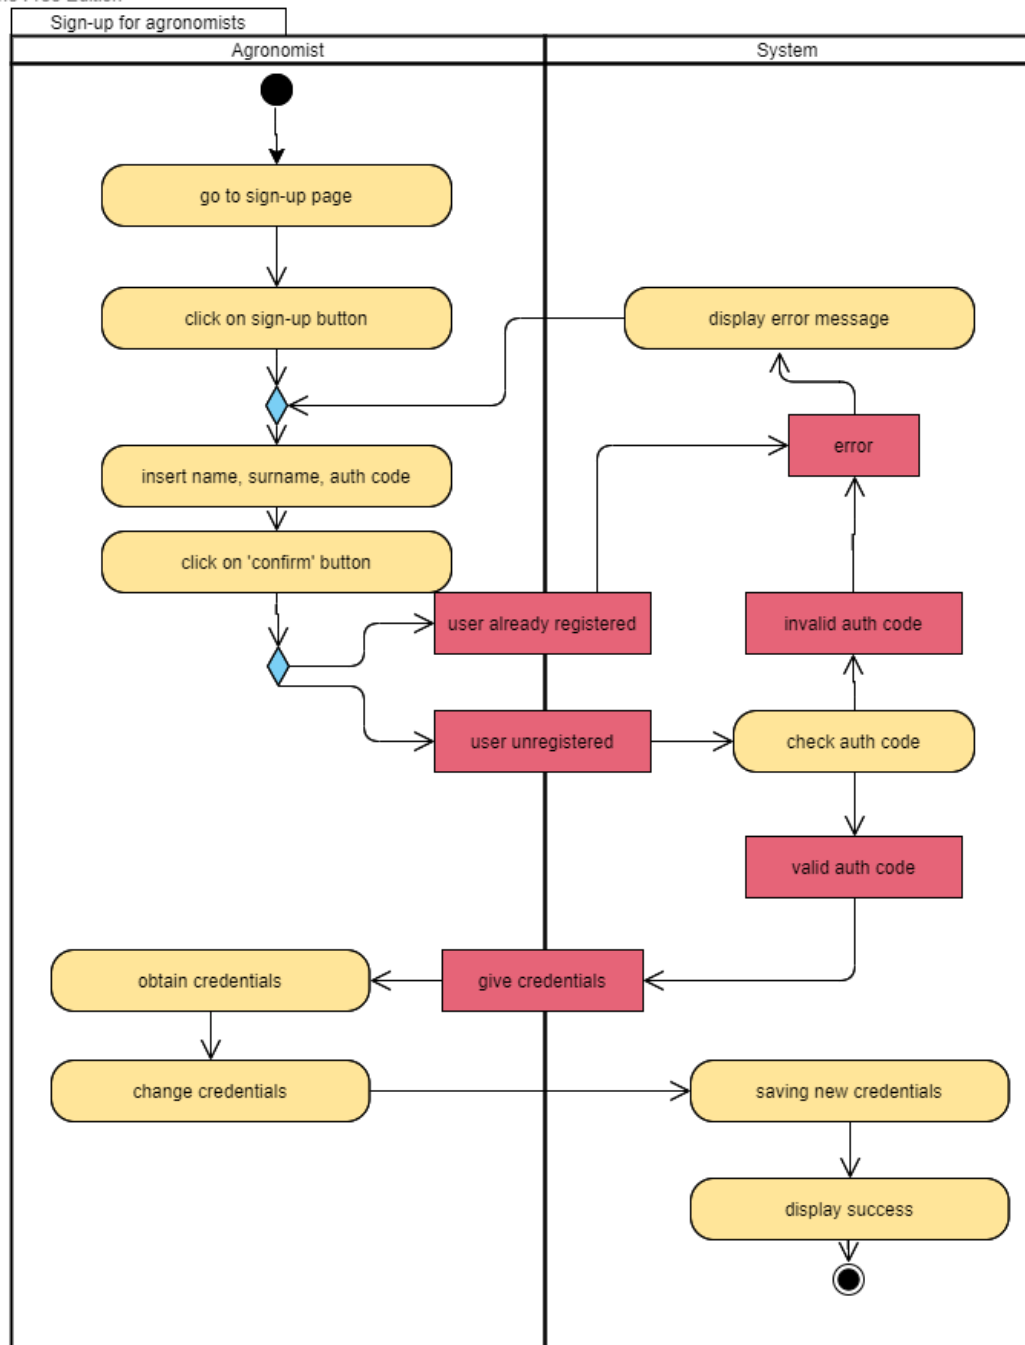 Sign-up for agronomists
Agronomist
System
go to sign-up page
click on sign-up button
display error message
error
insert name, surname, auth code
click on 'confirm' button
user already registered
invalid auth code
user unregistered
check auth code
valid auth code
obtain credentials
give credentials
change credentials
saving new credentials
display success